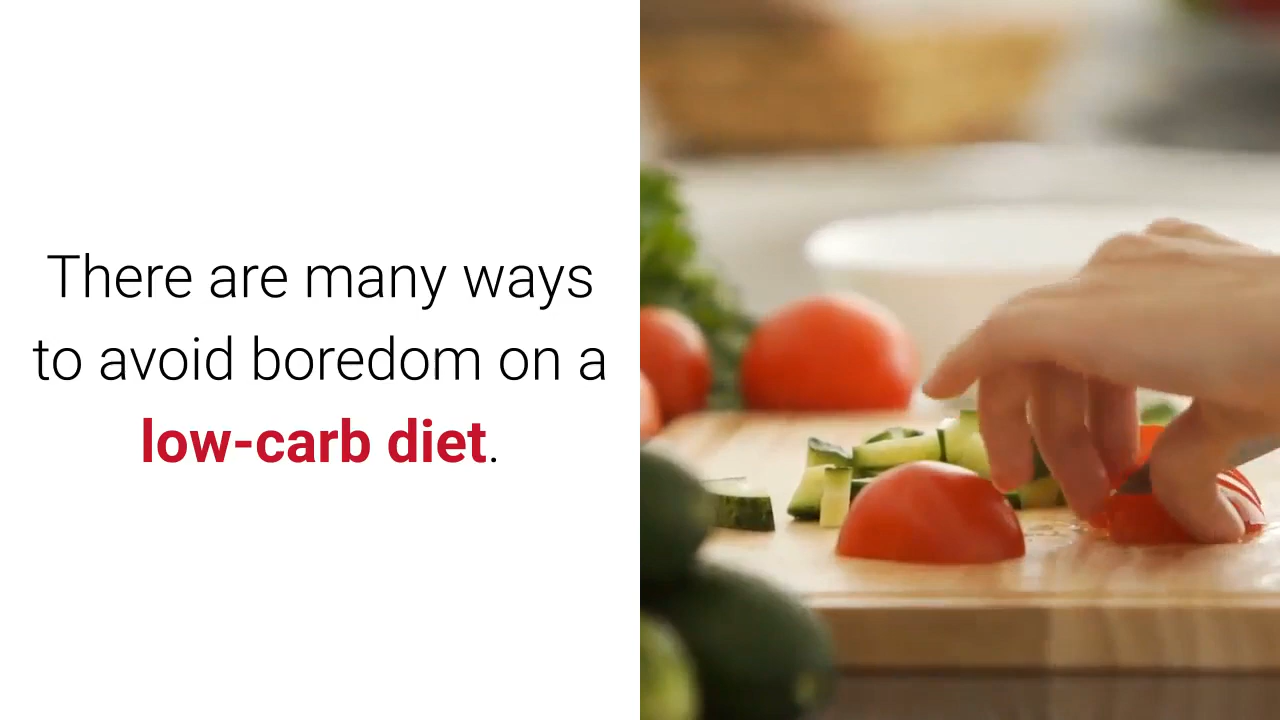 There are many ways
to avoid boredom on a
low-carb diet.